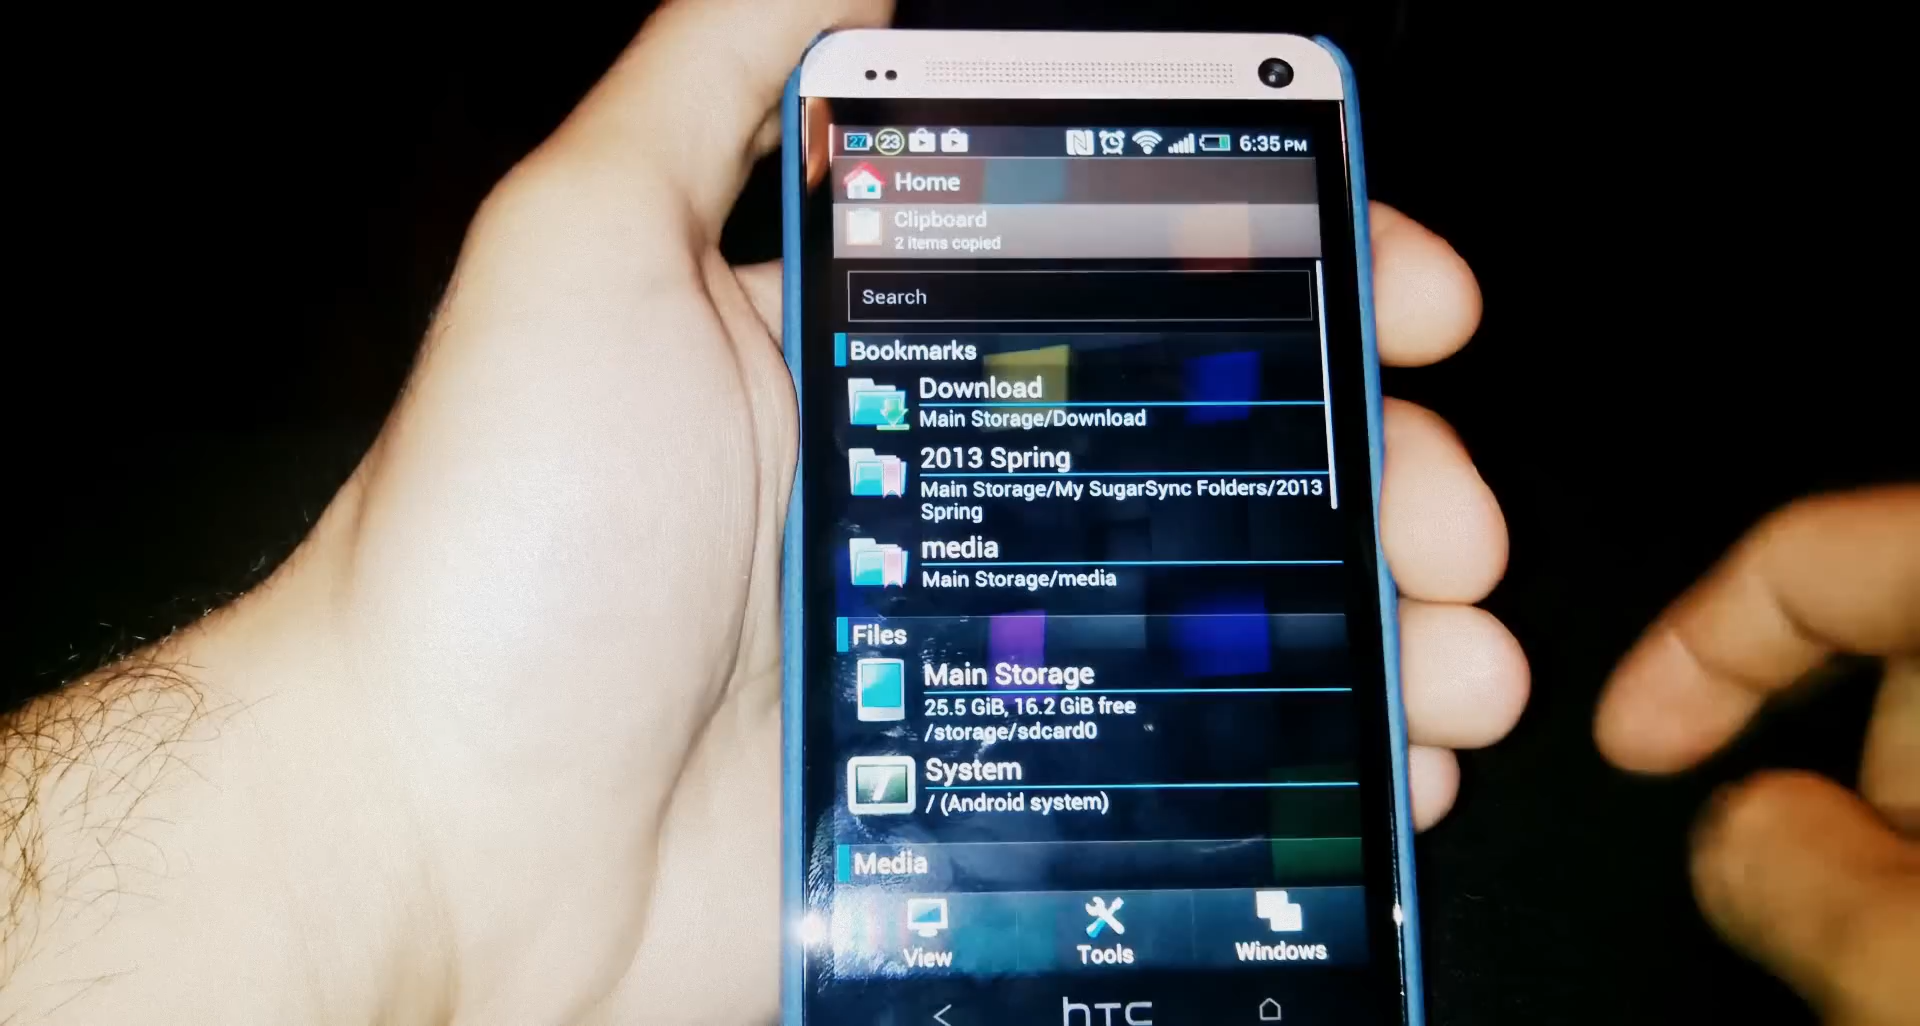 27 23 6:35 PM
Home
Clipboard
2 items copied
Search
Bookmarks
Download
Main Storage/Download
2013 Spring
Main Storage/My SugarSync Folders/2013
Spring
media
Main Storage/media
Files
Main Storage
25.5 GiB, 16.2 GiB free
/storage/sdcard0
System
/ (Android system)
Media
View Tools Windows
hTC